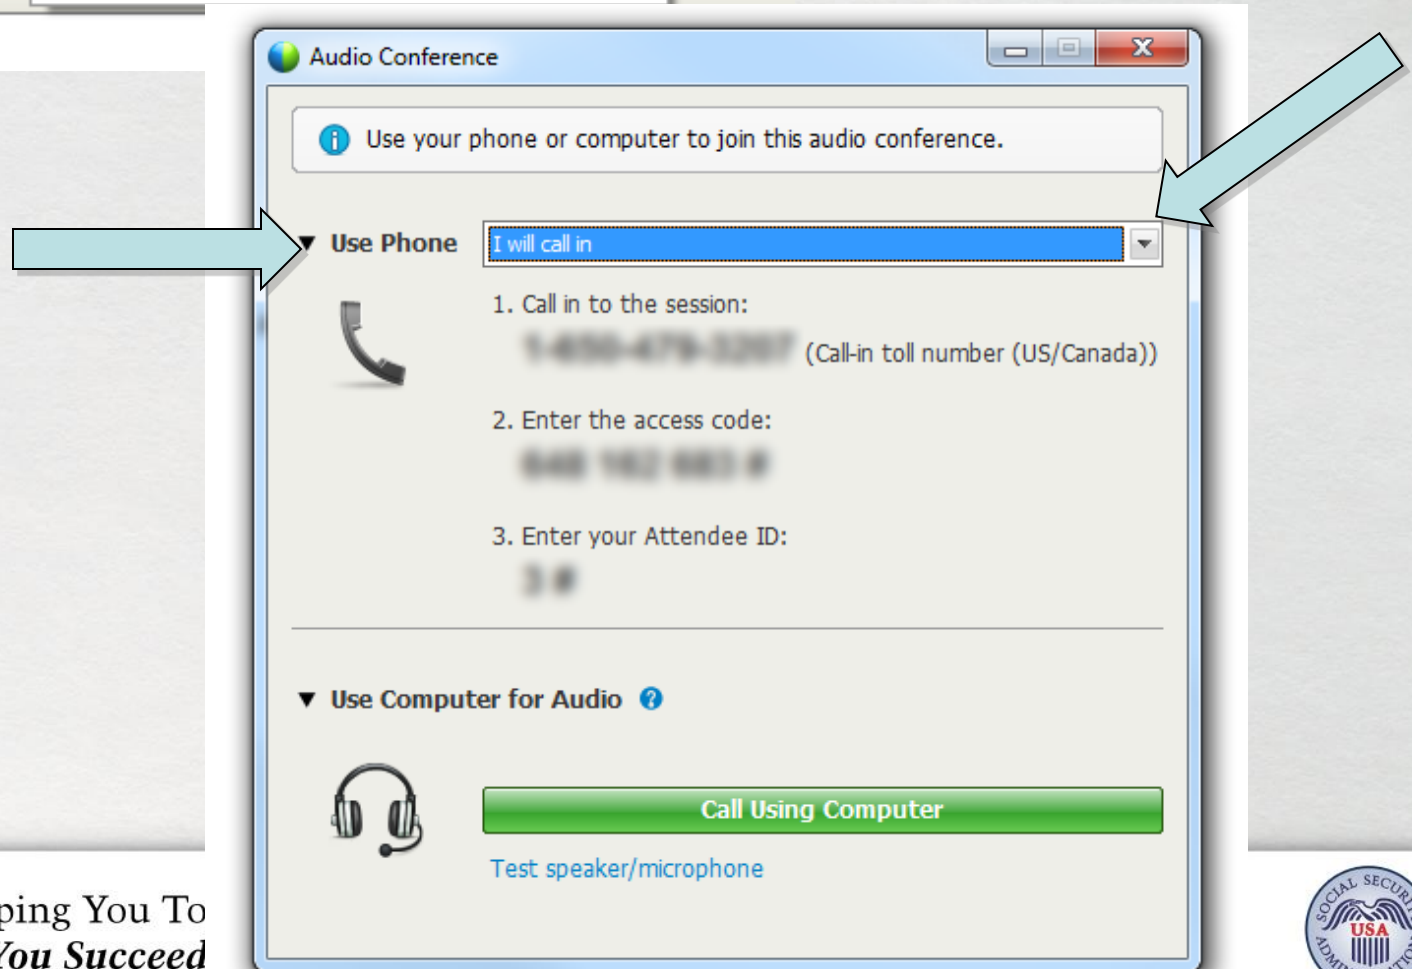 Audio Conference
Use your phone or computer to join this audio conference.
Use Phone
I will call in
1. Call in to the session:
(Call-in toll number (US/Canada))
2. Enter the access code:
3. Enter your Attendee ID:
Use Computer for Audio
Call Using Computer
Test speaker/microphone
ping You To
You Succeed
SOCIAL SECURITY
USA